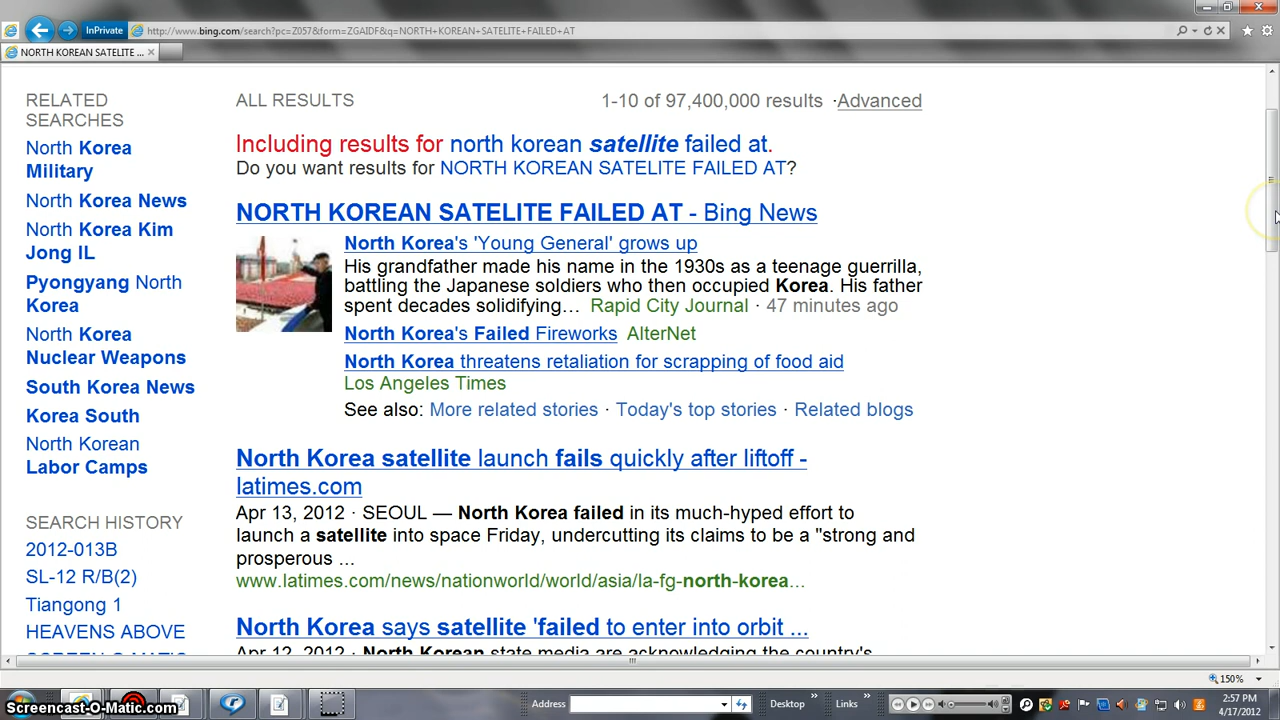 InPrivate
http://www.bing.com/search?pc=Z057&form=ZGAIDF&q=NORTH+KOREAN+SATELITE+FAILED+AT
NORTH KOREAN SATELITE ...
RELATED
SEARCHES
North Korea
Military
North Korea News
North Korea Kim
Jong IL
Pyongyang North
Korea
North Korea
Nuclear Weapons
South Korea News
Korea South
North Korean
Labor Camps
SEARCH HISTORY
2012-013B
SL-12 R/B(2)
Tiangong 1
HEAVENS ABOVE
ALL RESULTS
1-10 of 97,400,000 results · Advanced
Including results for north korean satellite failed at.
Do you want results for NORTH KOREAN SATELITE FAILED AT?
NORTH KOREAN SATELITE FAILED AT - Bing News
North Korea's 'Young General' grows up
His grandfather made his name in the 1930s as a teenage guerrilla,
battling the Japanese soldiers who then occupied Korea. His father
spent decades solidifying… Rapid City Journal · 47 minutes ago
North Korea's Failed Fireworks AlterNet
North Korea threatens retaliation for scrapping of food aid
Los Angeles Times
See also: More related stories · Today's top stories · Related blogs
North Korea satellite launch fails quickly after liftoff -
latimes.com
Apr 13, 2012 · SEOUL — North Korea failed in its much-hyped effort to
launch a satellite into space Friday, undercutting its claims to be a "strong and
prosperous ...
www.latimes.com/news/nationworld/world/asia/la-fg-north-korea...
North Korea says satellite 'failed to enter into orbit ...
Apr 12, 2012 · North Korean state media are acknowledging the country's
150%
Screencast-O-Matic.com
Address
Desktop
Links
2:57 PM
4/17/2012